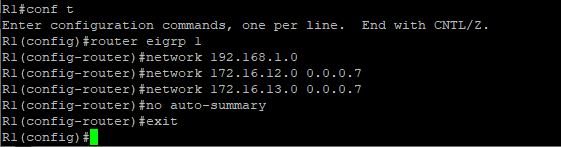 R1#conf t
Enter configuration commands, one per line.  End with CNTL/Z.
R1(config)#router eigrp 1
R1(config-router)#network 192.168.1.0
R1(config-router)#network 172.16.12.0 0.0.0.7
R1(config-router)#network 172.16.13.0 0.0.0.7
R1(config-router)#no auto-summary
R1(config-router)#exit
R1(config)#